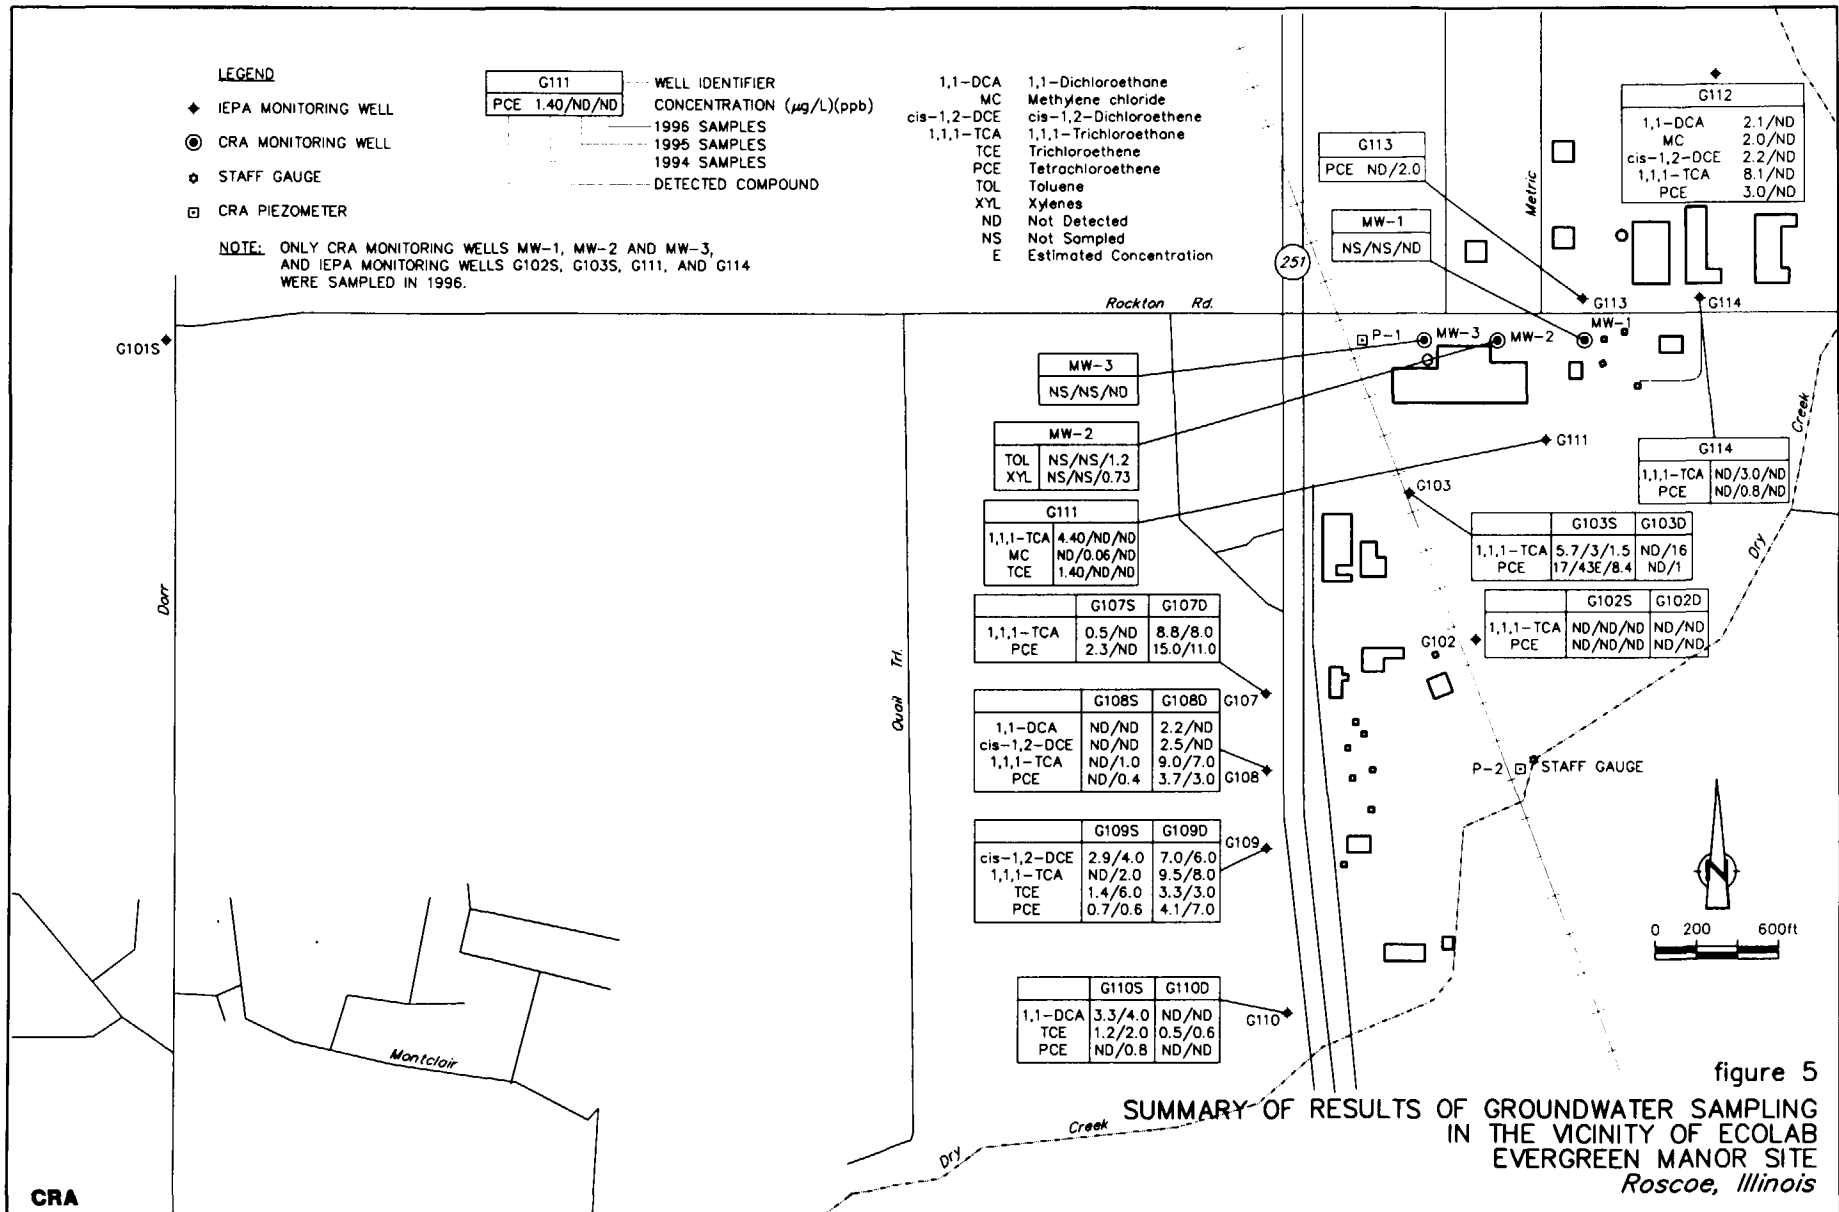 LEGEND
IEPA MONITORING WELL
CRA MONITORING WELL
STAFF GAUGE
CRA PIEZOMETER
NOTE: ONLY CRA MONITORING WELLS MW-1, MW-2 AND MW-3,
AND IEPA MONITORING WELLS G102S, G103S, G111, AND G114
WERE SAMPLED IN 1996.
G111
PCE 1.40/ND/ND
WELL IDENTIFIER
CONCENTRATION (µg/L)(ppb)
1996 SAMPLES
1995 SAMPLES
1994 SAMPLES
DETECTED COMPOUND
1,1-DCA 1,1-Dichloroethane
MC Methylene chloride
cis-1,2-DCE cis-1,2-Dichloroethene
1,1,1-TCA 1,1,1-Trichloroethane
TCE Trichloroethene
PCE Tetrachloroethene
TOL Toluene
XYL Xylenes
ND Not Detected
NS Not Sampled
E Estimated Concentration
G112
1,1-DCA 2.1/ND
MC 2.0/ND
cis-1,2-DCE 2.2/ND
1,1,1-TCA 8.1/ND
PCE 3.0/ND
G113
PCE ND/2.0
MW-1
NS/NS/ND
Metric
251
Rockton Rd.
G113
G114
G101S
P-1
MW-3
MW-2
MW-1
MW-3
NS/NS/ND
MW-2
TOL NS/NS/1.2
XYL NS/NS/0.73
G111
G103
Creek
G114
1,1,1-TCA ND/3.0/ND
PCE ND/0.8/ND
G111
1,1,1-TCA 4.40/ND/ND
MC ND/0.06/ND
TCE 1.40/ND/ND
G103S G103D
1,1,1-TCA 5.7/3/1.5 ND/16
PCE 17/43E/8.4 ND/1
Dry
Dorr
Quail Trl.
G107S G107D
1,1,1-TCA 0.5/ND 8.8/8.0
PCE 2.3/ND 15.0/11.0
G102S G102D
1,1,1-TCA ND/ND/ND ND/ND
PCE ND/ND/ND ND/ND
G102
G107
G108S G108D
1,1-DCA ND/ND 2.2/ND
cis-1,2-DCE ND/ND 2.5/ND
1,1,1-TCA ND/1.0 9.0/7.0
PCE ND/0.4 3.7/3.0
G108
P-2
STAFF GAUGE
G109S G109D
cis-1,2-DCE 2.9/4.0 7.0/6.0
1,1,1-TCA ND/2.0 9.5/8.0
TCE 1.4/6.0 3.3/3.0
PCE 0.7/0.6 4.1/7.0
G109
N
0 200 600ft
G110S G110D
1,1-DCA 3.3/4.0 ND/ND
TCE 1.2/2.0 0.5/0.6
PCE ND/0.8 ND/ND
G110
Montclair
Dry Creek
figure 5
SUMMARY OF RESULTS OF GROUNDWATER SAMPLING
IN THE VICINITY OF ECOLAB
EVERGREEN MANOR SITE
Roscoe, Illinois
CRA